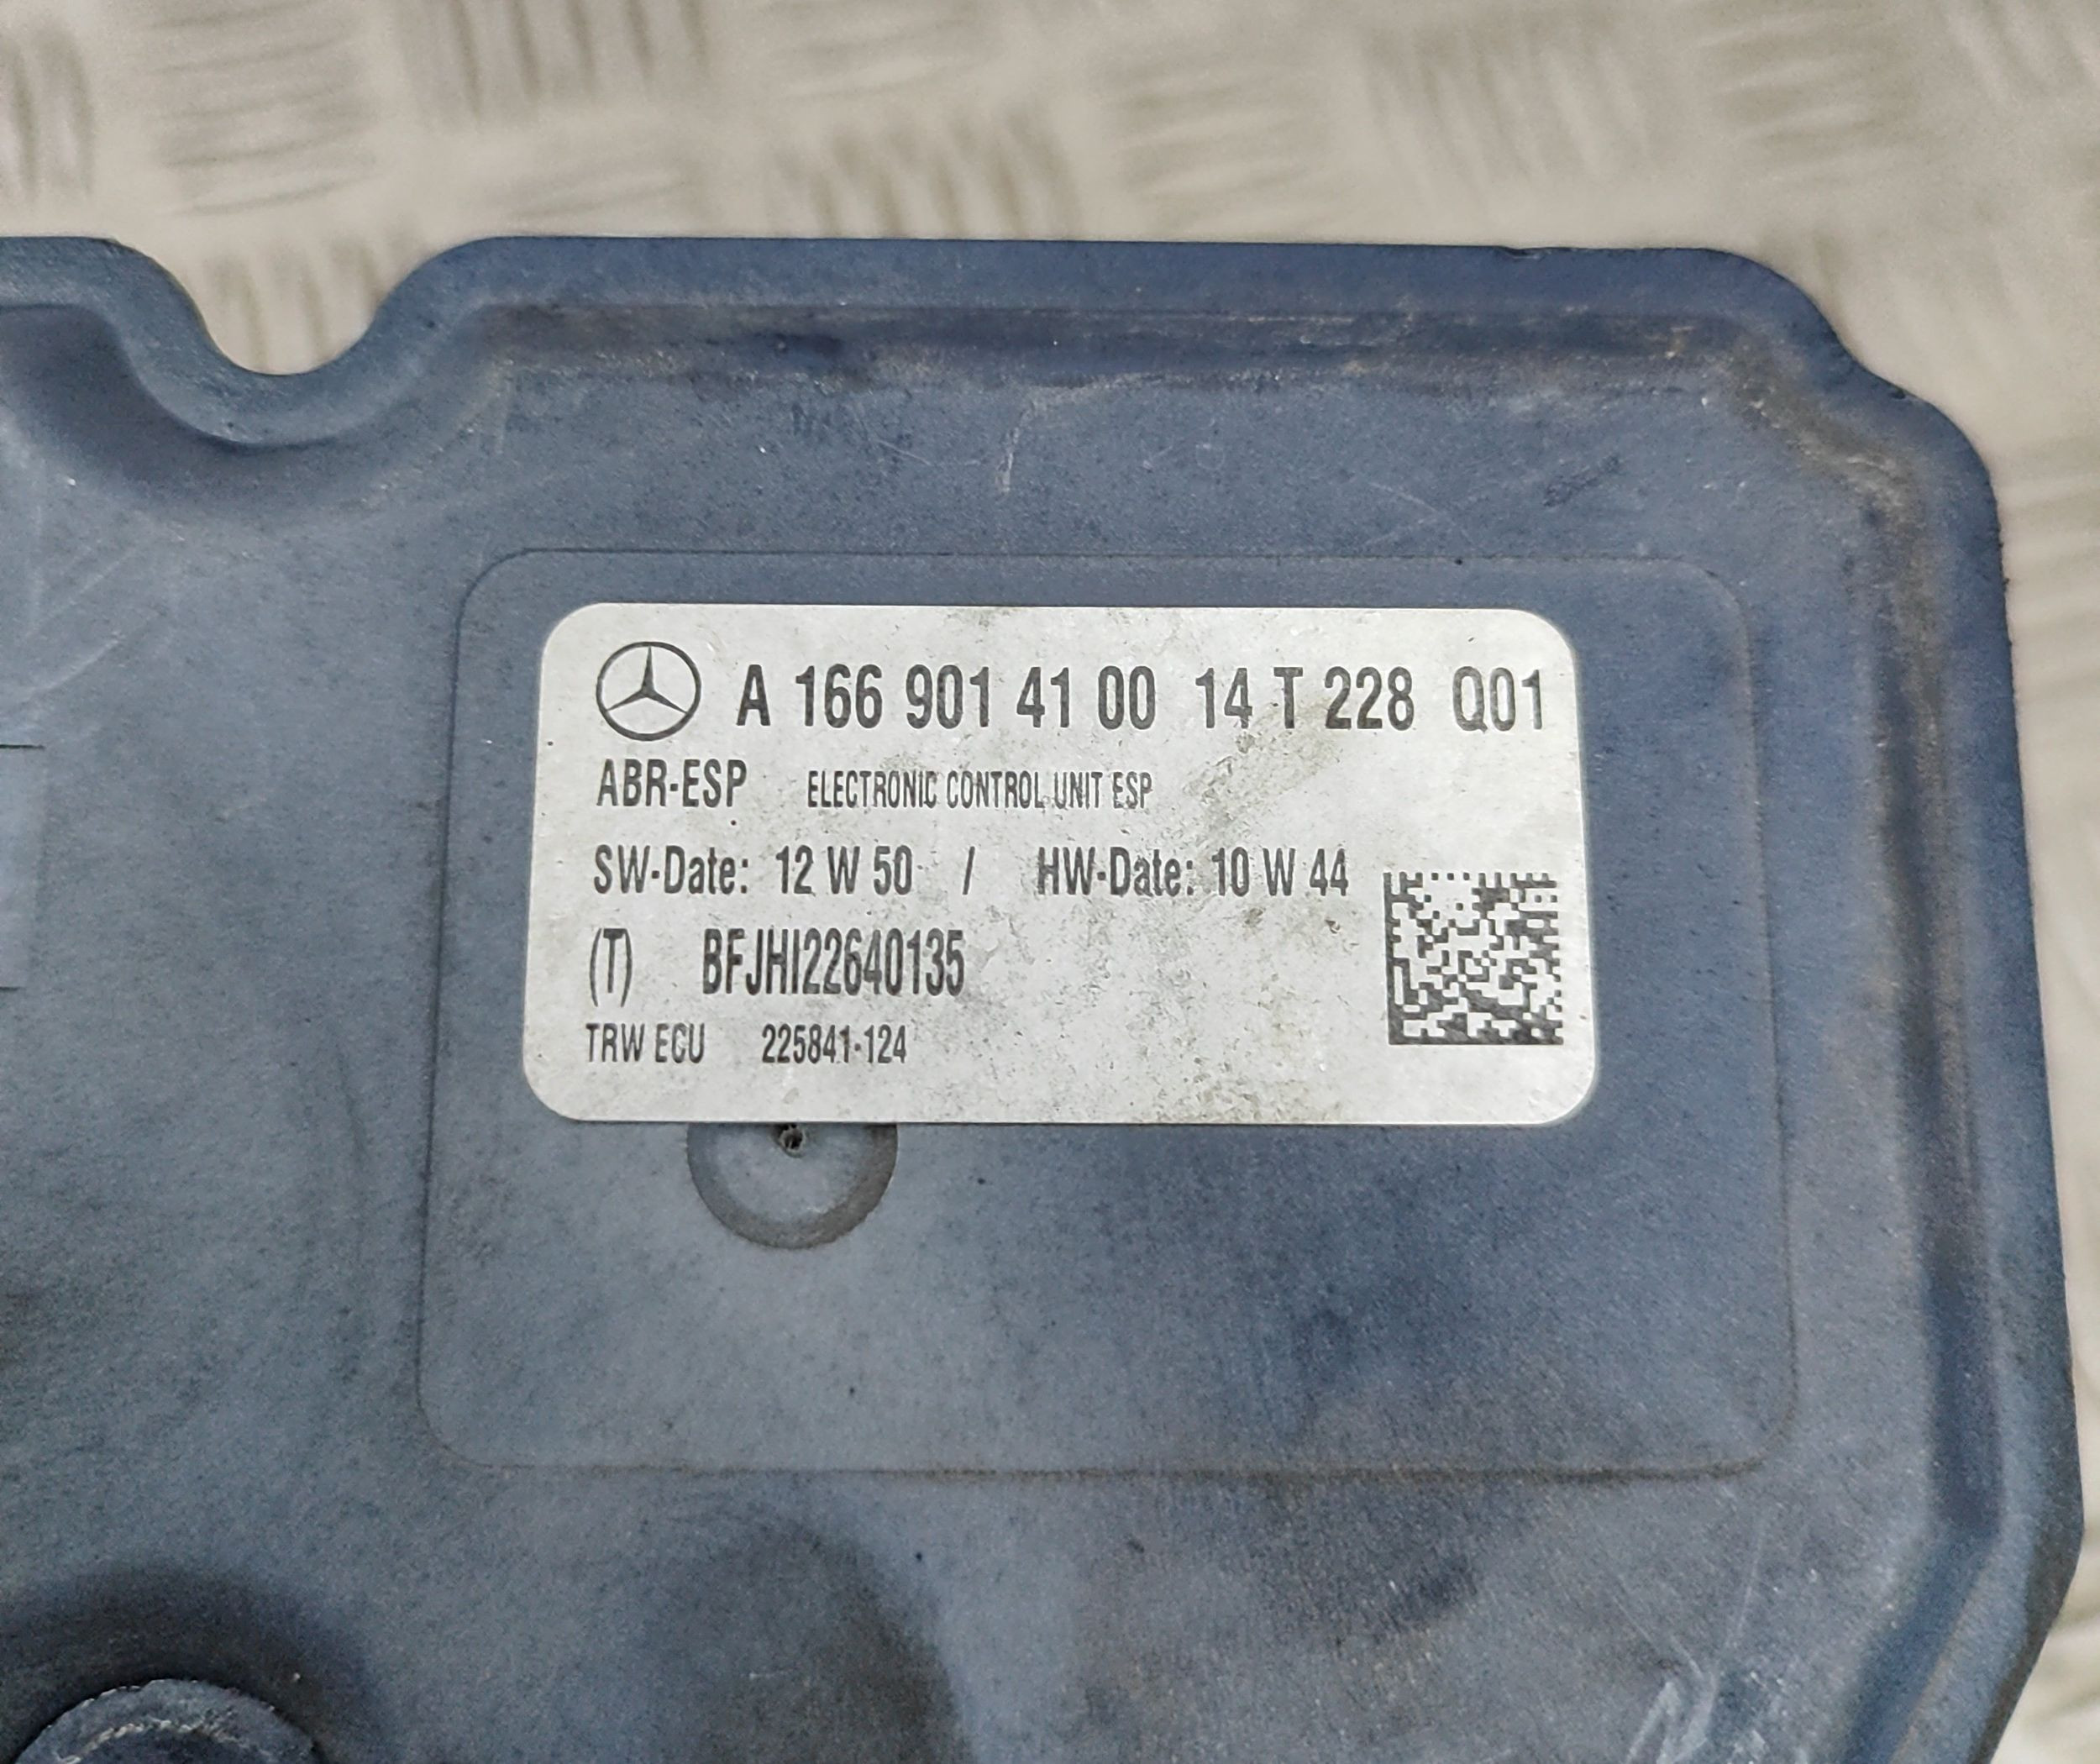 A 166 901 41 00 14 T 228 Q01
ABR-ESP ELECTRONIC CONTROL UNIT ESP
SW-Date: 12 W 50 / HW-Date: 10 W 44
(T) BFJHI22640135
TRW ECU 225841-124